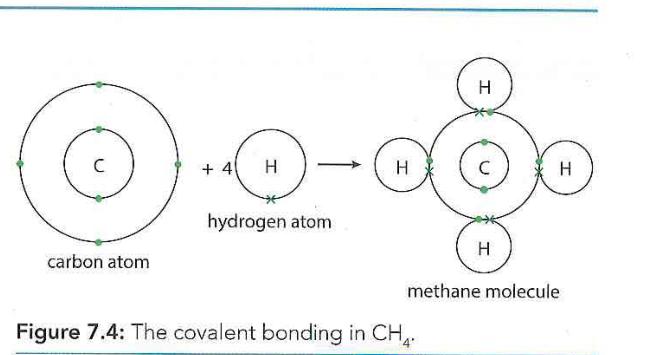 H
C
+ 4
H
H
C
H
H
hydrogen atom
carbon atom
methane molecule
Figure 7.4: The covalent bonding in CH₄.